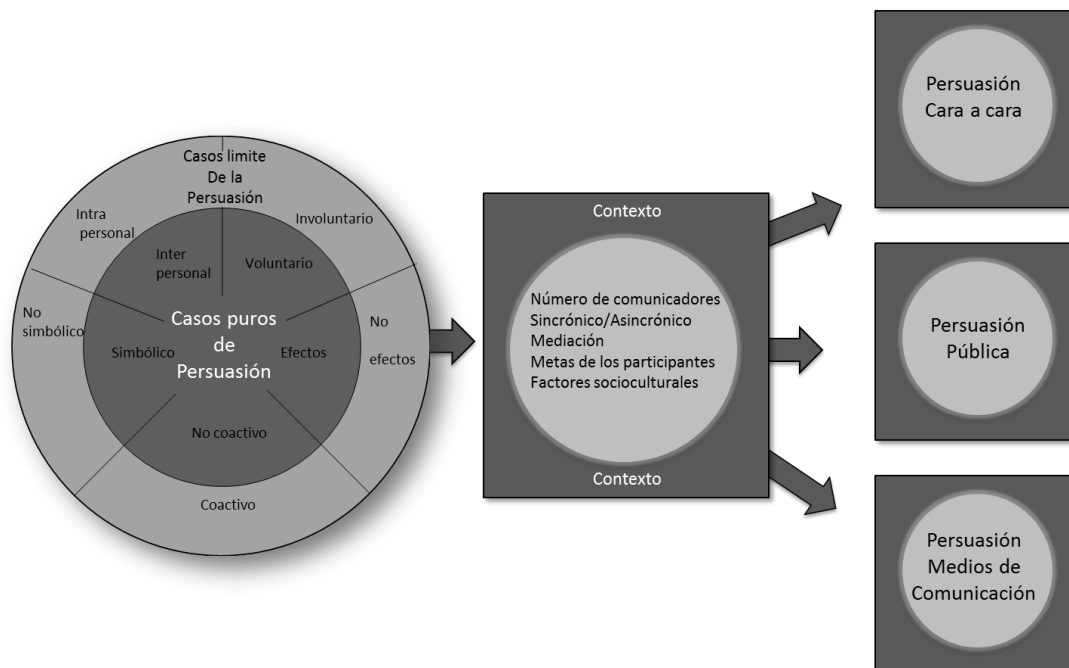 Casos limite
De la
Persuasión
Intra
personal
Involuntario
Inter
personal
Voluntario
No
simbólico
Casos puros
de
Persuasión
Simbólico
Efectos
No
efectos
No coactivo
Coactivo
Contexto
Número de comunicadores
Sincrónico/Asincrónico
Mediación
Metas de los participantes
Factores socioculturales
Contexto
Persuasión
Cara a cara
Persuasión
Pública
Persuasión
Medios de
Comunicación